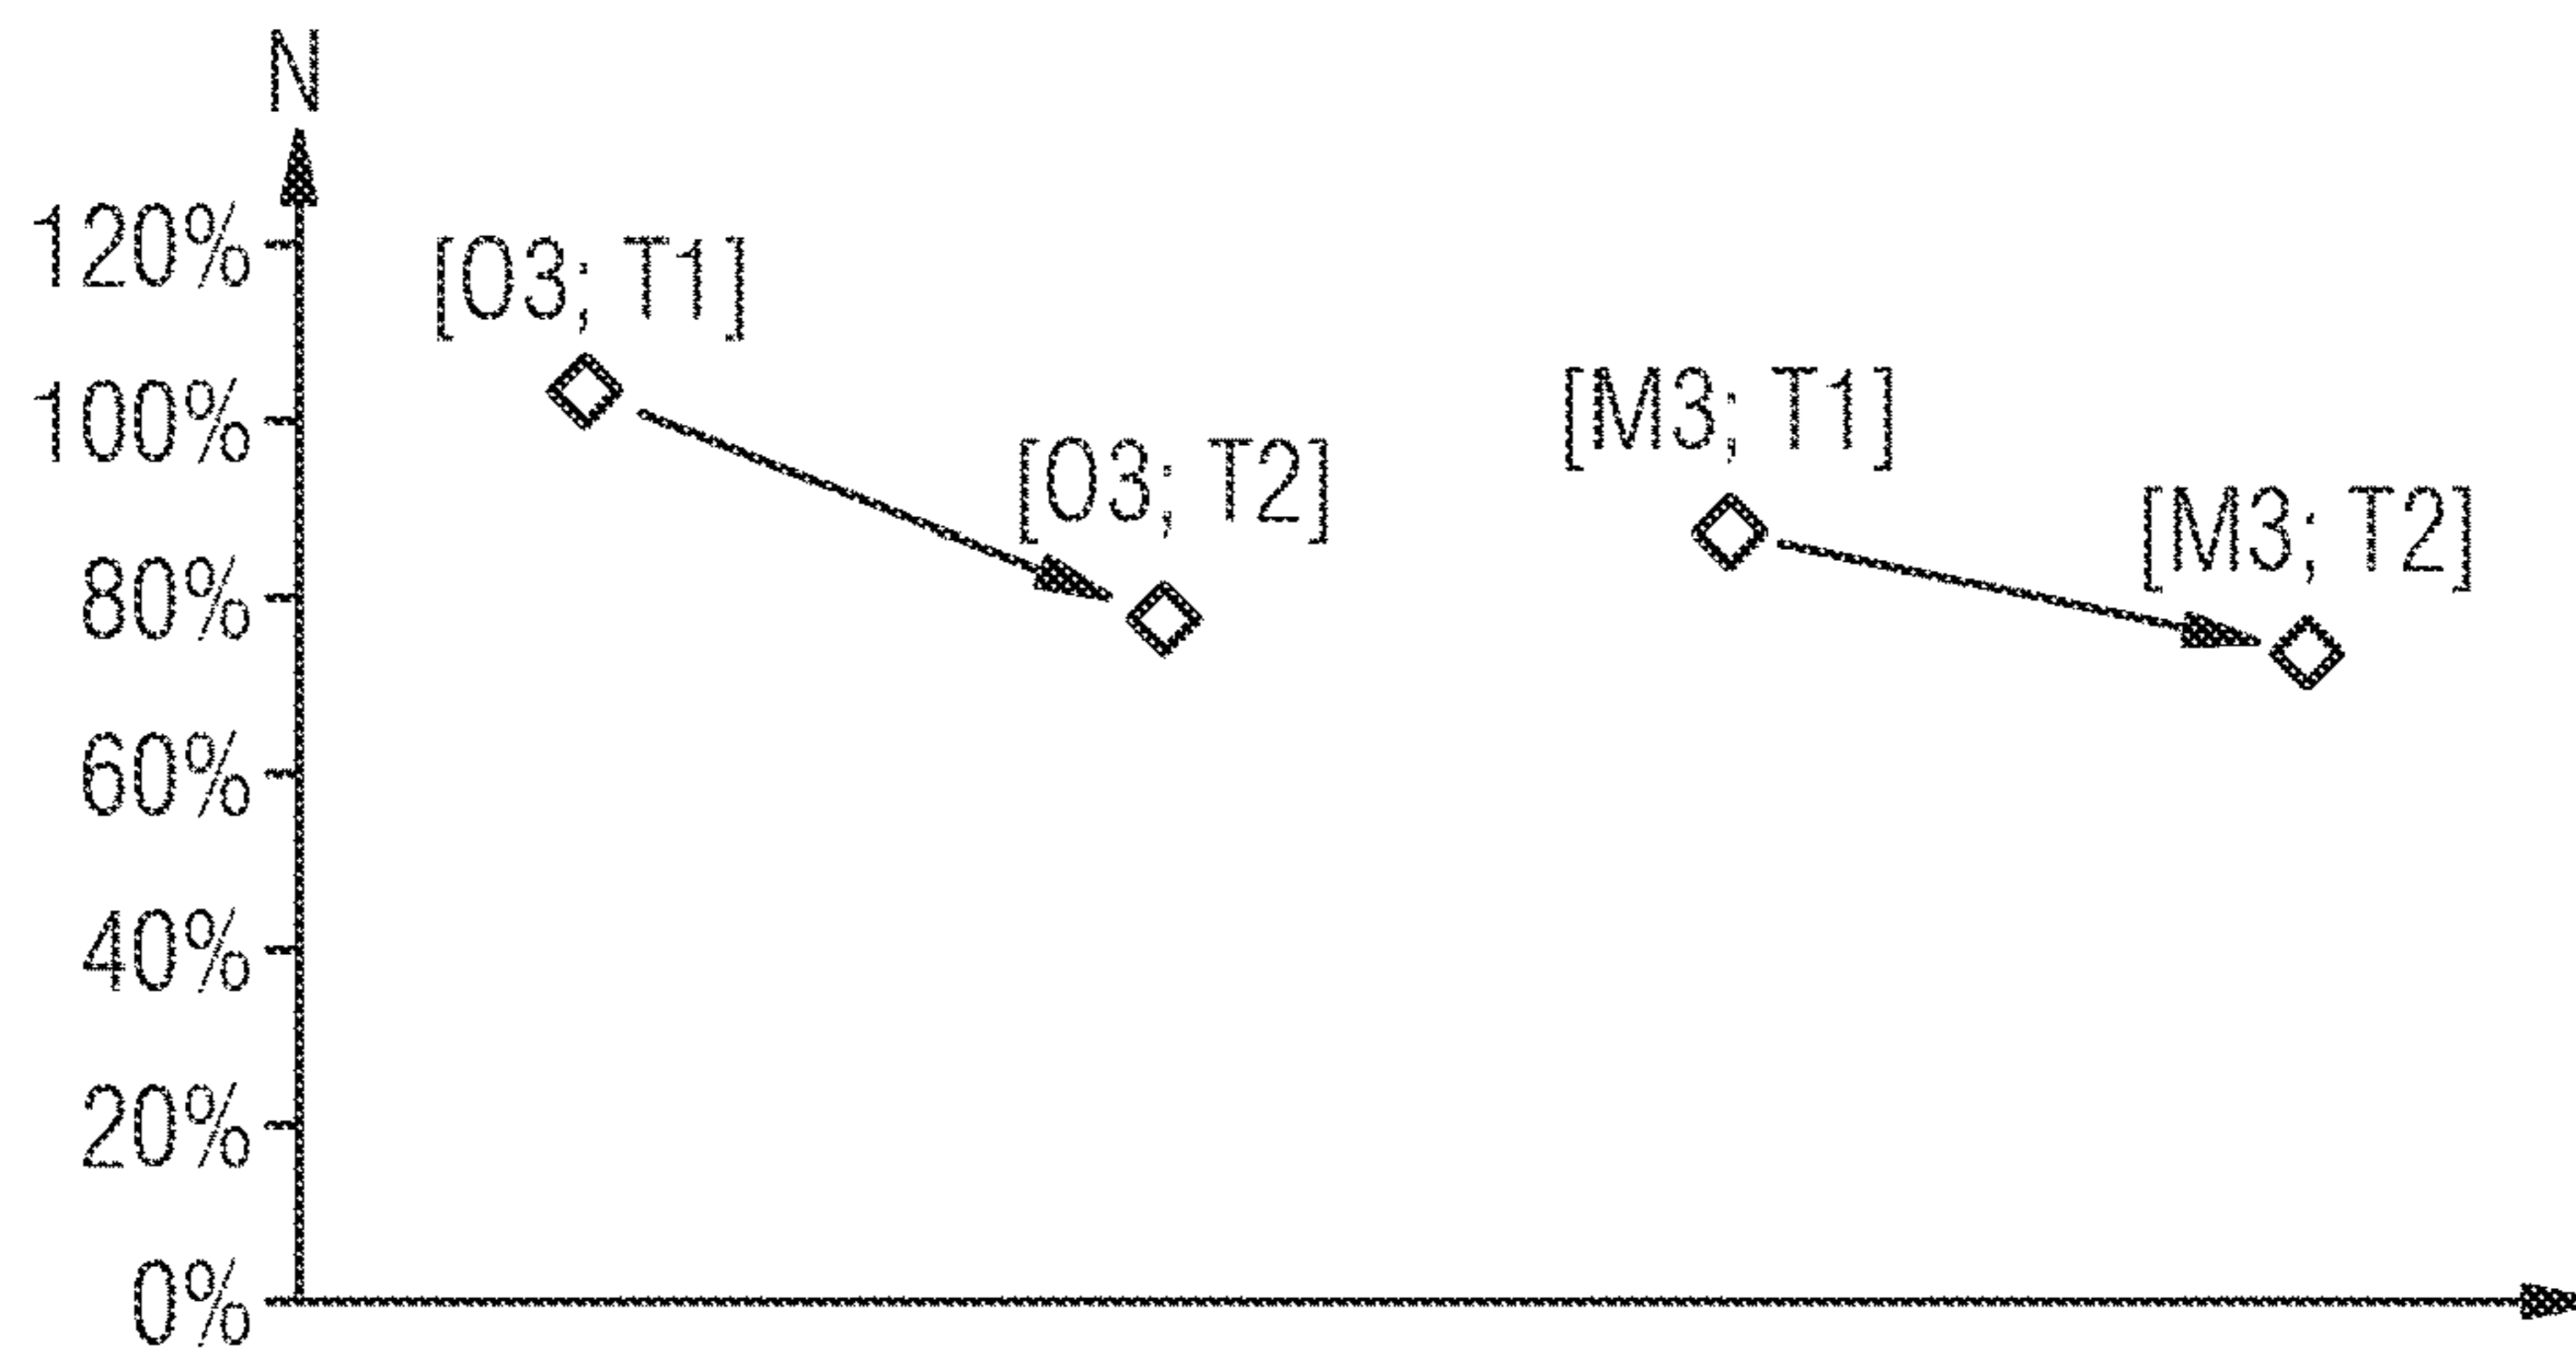 N
120%
[O3; T1]
[M3; T1]
100%
[O3; T2]
[M3; T2]
80%
60%
40%
20%
0%